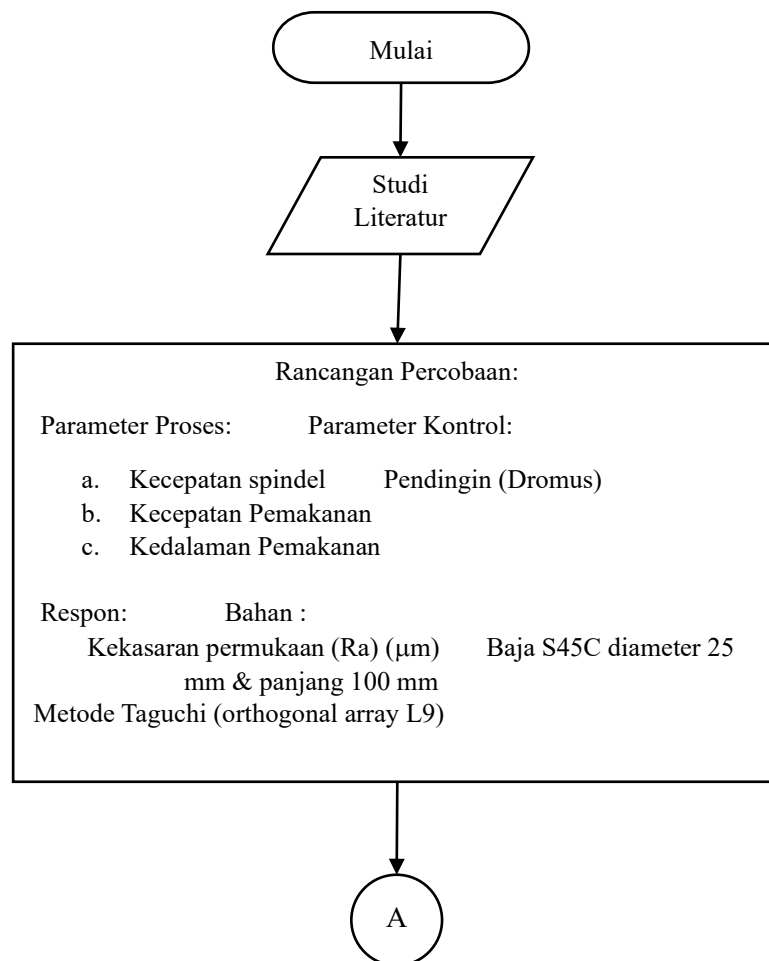 Mulai
Studi
Literatur
Rancangan Percobaan:
Parameter Proses: Parameter Kontrol:
a. Kecepatan spindel Pendingin (Dromus)
b. Kecepatan Pemakanan
c. Kedalaman Pemakanan
Respon: Bahan :
Kekasaran permukaan (Ra) (μm) Baja S45C diameter 25
mm & panjang 100 mm
Metode Taguchi (orthogonal array L9)
A